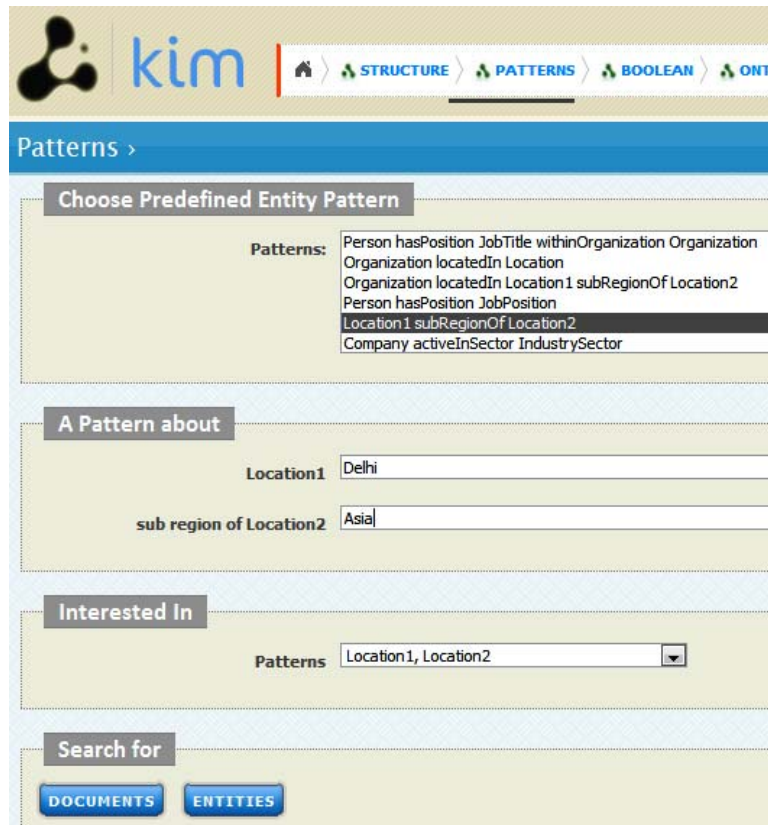 kim
STRUCTURE PATTERNS BOOLEAN ONT
Patterns ›
Choose Predefined Entity Pattern
Patterns:
Person hasPosition JobTitle withinOrganization Organization
Organization locatedIn Location
Organization locatedIn Location1 subRegionOf Location2
Person hasPosition JobPosition
Location1 subRegionOf Location2
Company activeInSector IndustrySector
A Pattern about
Location1 Delhi
sub region of Location2 Asia
Interested In
Patterns Location1, Location2
Search for
DOCUMENTS ENTITIES